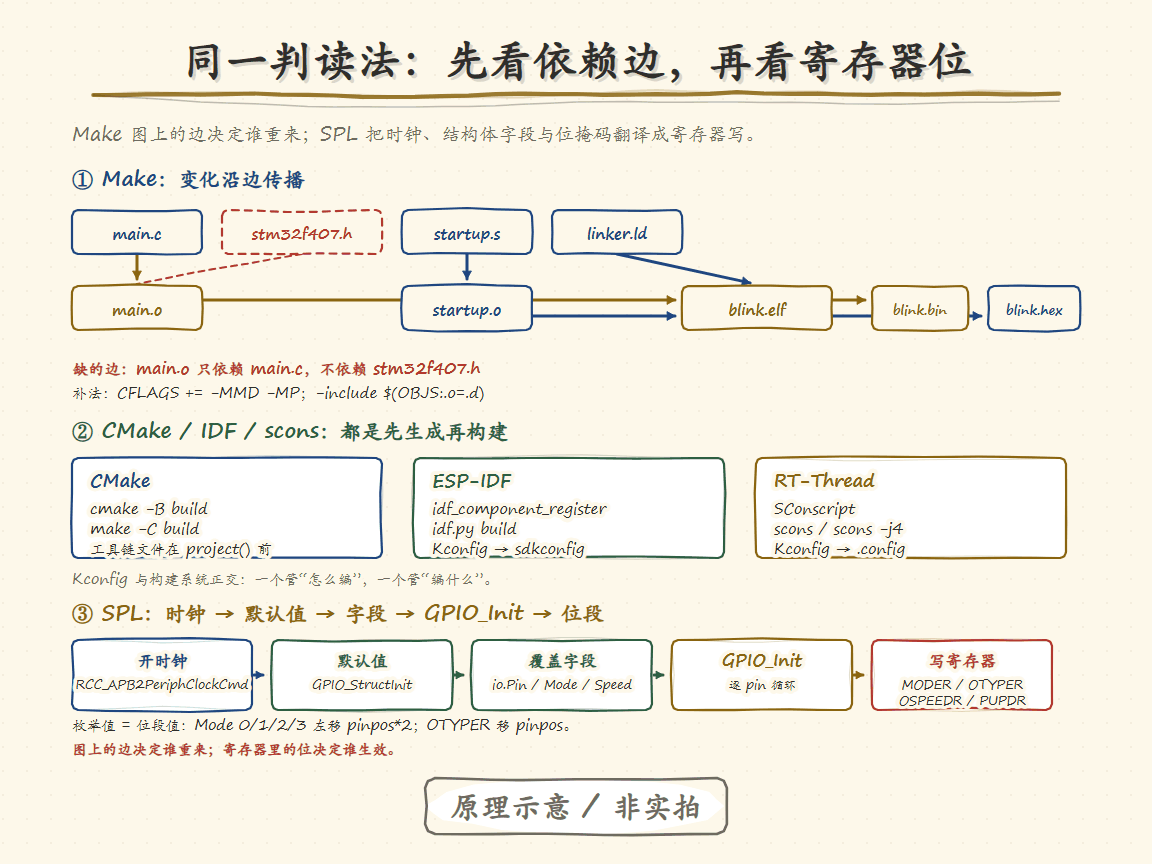 同一判读法：先看依赖边，再看寄存器位
Make 图上的边决定谁重来；SPL 把时钟、结构体字段与位掩码翻译成寄存器写。
① Make：变化沿边传播
main.c
stm32f407.h
startup.s
linker.ld
main.o
startup.o
blink.elf
blink.bin
blink.hex
缺的边：main.o 只依赖 main.c，不依赖 stm32f407.h
补法：CFLAGS += -MMD -MP；-include $(OBJS:.o=.d)
② CMake / IDF / scons：都是先生成再构建
CMake
cmake -B build
make -C build
工具链文件在 project() 前
ESP-IDF
idf_component_register
idf.py build
Kconfig → sdkconfig
RT-Thread
SConscript
scons / scons -j4
Kconfig → .config
Kconfig 与构建系统正交：一个管“怎么编”，一个管“编什么”。
③ SPL：时钟 → 默认值 → 字段 → GPIO_Init → 位段
开时钟
RCC_APB2PeriphClockCmd
默认值
GPIO_StructInit
覆盖字段
io.Pin / Mode / Speed
GPIO_Init
逐 pin 循环
写寄存器
MODER / OTYPER
OSPEEDR / PUPDR
枚举值 = 位段值：Mode 0/1/2/3 左移 pinpos*2；OTYPER 移 pinpos。
图上的边决定谁重来；寄存器里的位决定谁生效。
原理示意 / 非实拍